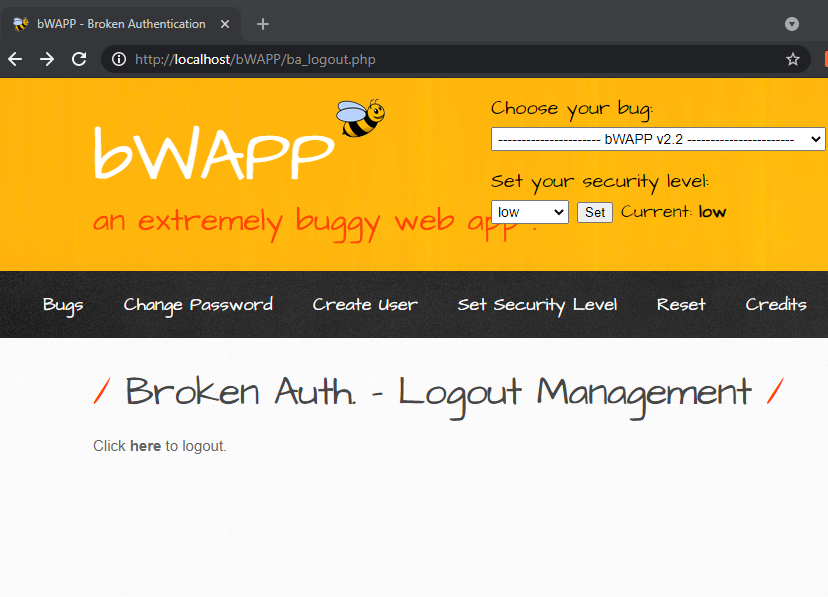 bWAPP - Broken Authentication
http://localhost/bWAPP/ba_logout.php
bWAPP
an extremely buggy web app !
Choose your bug:
---------------------- bWAPP v2.2 -----------------------
Set your security level:
low Set Current: low
Bugs Change Password Create User Set Security Level Reset Credits
/ Broken Auth. - Logout Management /
Click here to logout.